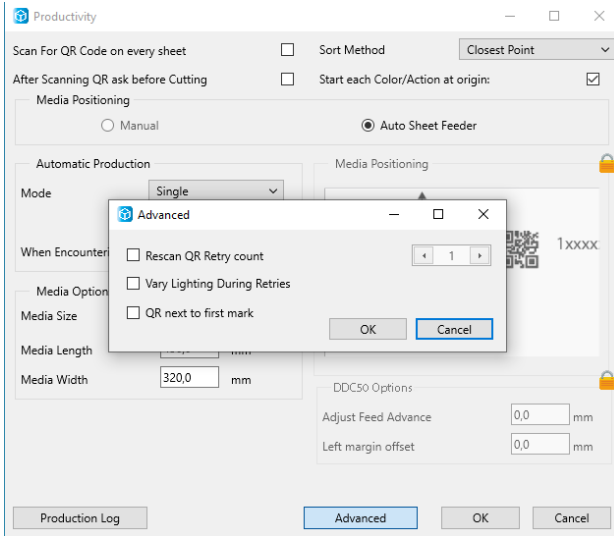 Productivity
Scan For QR Code on every sheet
Sort Method Closest Point
After Scanning QR ask before Cutting
Start each Color/Action at origin:
Media Positioning
Manual
Auto Sheet Feeder
Automatic Production
Media Positioning
Mode Single
1xxxx
When Encounteri
Advanced
Rescan QR Retry count 1
Vary Lighting During Retries
QR next to first mark
OK Cancel
Media Option
Media Size
Media Length mm
Media Width 320,0 mm
DDC50 Options
Adjust Feed Advance 0,0 mm
Left margin offset 0,0 mm
Production Log Advanced OK Cancel